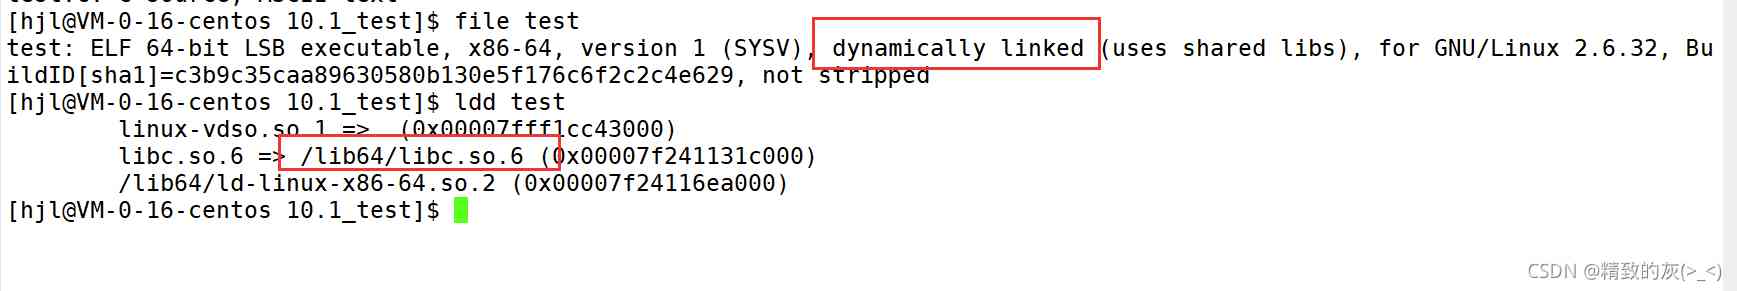 [hjl@VM-0-16-centos 10.1_test]$ file test
test: ELF 64-bit LSB executable, x86-64, version 1 (SYSV), dynamically linked (uses shared libs), for GNU/Linux 2.6.32, Bu
ildID[sha1]=c3b9c35caa89630580b130e5f176c6f2c2c4e629, not stripped
[hjl@VM-0-16-centos 10.1_test]$ ldd test
linux-vdso.so.1 =>  (0x00007fff1cc43000)
libc.so.6 => /lib64/libc.so.6 (0x00007f241131c000)
/lib64/ld-linux-x86-64.so.2 (0x00007f24116ea000)
[hjl@VM-0-16-centos 10.1_test]$
CSDN @精致的灰(>_<)